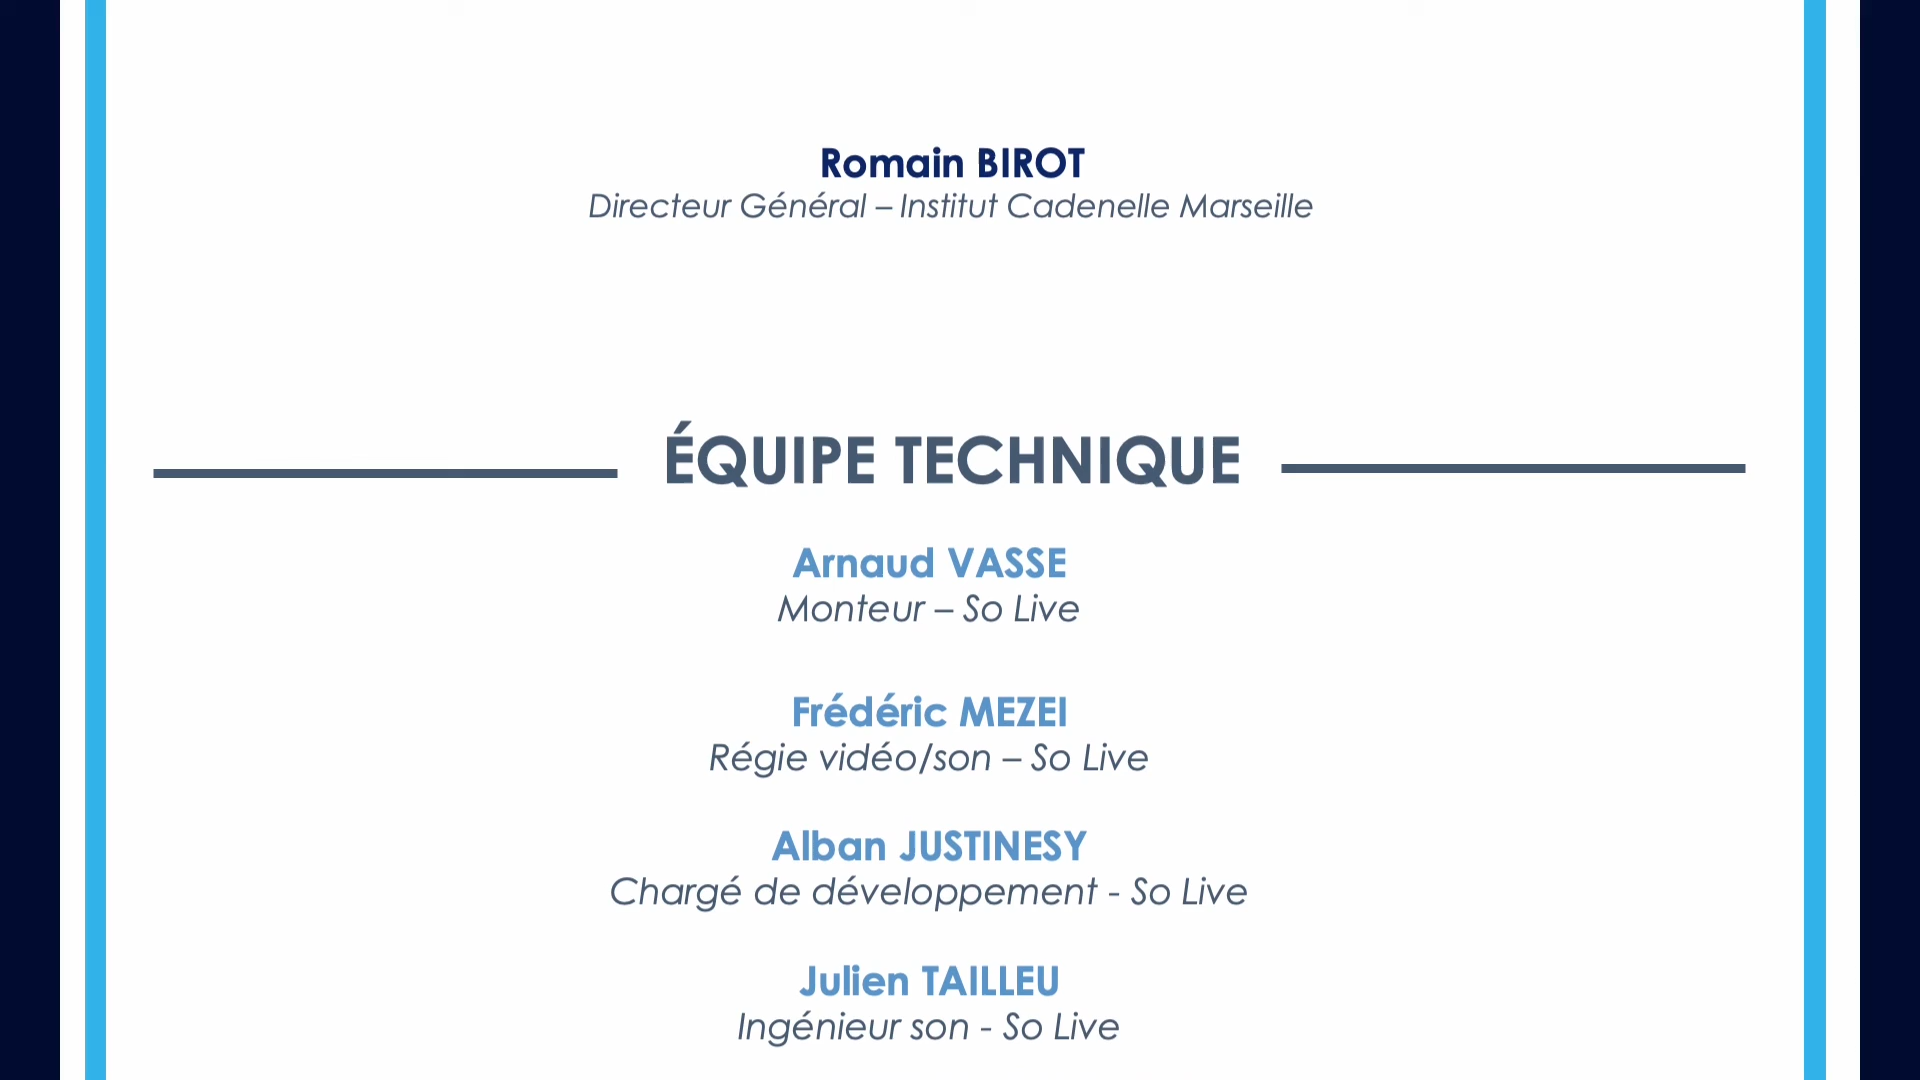 Romain BIROT
Directeur Général – Institut Cadenelle Marseille
ÉQUIPE TECHNIQUE
Arnaud VASSE
Monteur – So Live
Frédéric MEZEI
Régie vidéo/son – So Live
Alban JUSTINESY
Chargé de développement - So Live
Julien TAILLEU
Ingénieur son - So Live